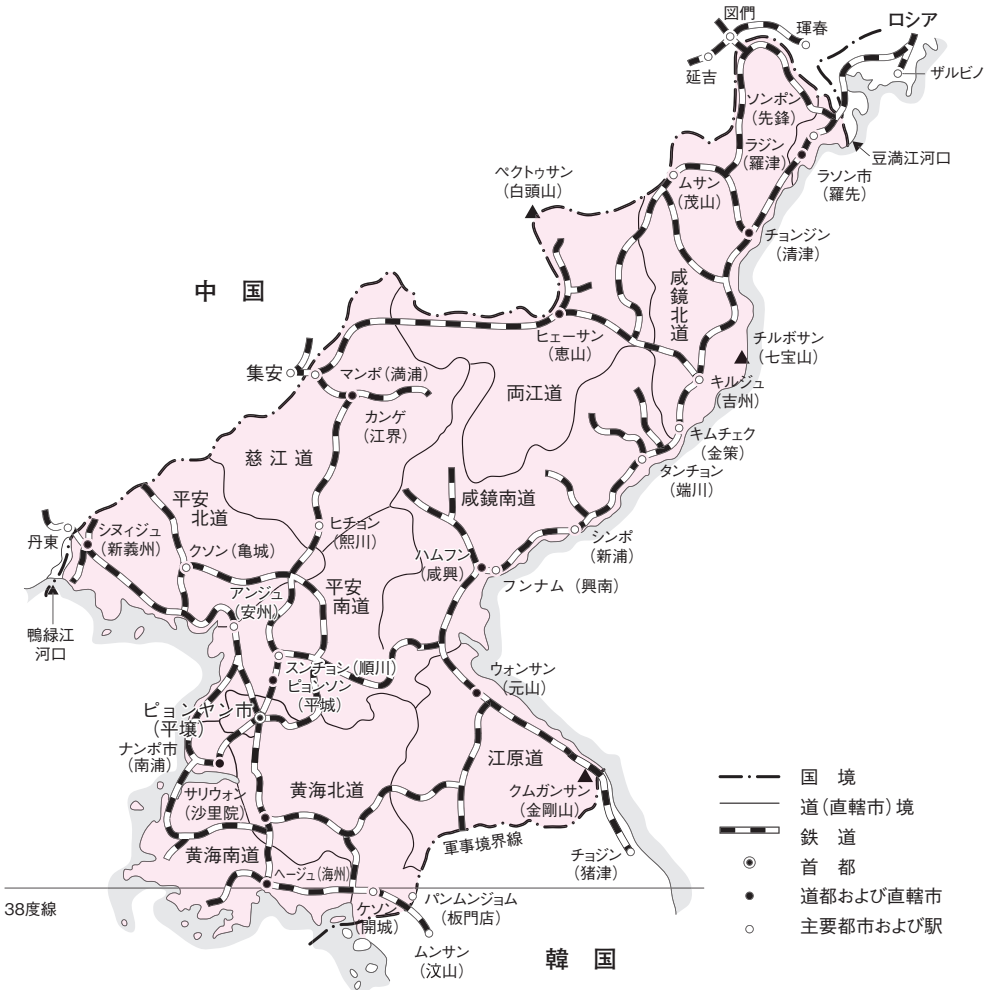 図們
琿春
ロシア
延吉
ザルビノ
ソンボン
（先鋒）
豆満江河口
ラジン
（羅津）
ラソン市
（羅先）
ペクトゥサン
（白頭山）
ムサン
（茂山）
チョンジン
（清津）
中　国
咸鏡北道
チルボサン
（七宝山）
ヒェーサン
（恵山）
集安
マンポ（満浦）
キルジュ
（吉州）
両江道
カンゲ
（江界）
キムチェク
（金策）
慈江道
タンチョン
（端川）
平安
北道
咸鏡南道
丹東
シヌィジュ
（新義州）
ヒチョン
（熙川）
シンポ
（新浦）
クソン（亀城）
ハムフン
（咸興）
フンナム（興南）
アンジュ
（安州）
平安
南道
鴨緑江
河口
スンチョン（順川）
ピョンソン
（平城）
ウォンサン
（元山）
ピョンヤン市
（平壌）
ナンポ市
（南浦）
江原道
サリウォン
（沙里院）
黄海北道
クムガンサン
（金剛山）
軍事境界線
黄海南道
チョジン
（猪津）
ヘージュ（海州）
38度線
ケソン
（開城）
パンムンジョム
（板門店）
ムンサン
（汶山）
韓　国
国　境
道（直轄市）境
鉄　道
首　都
道都および直轄市
主要都市および駅